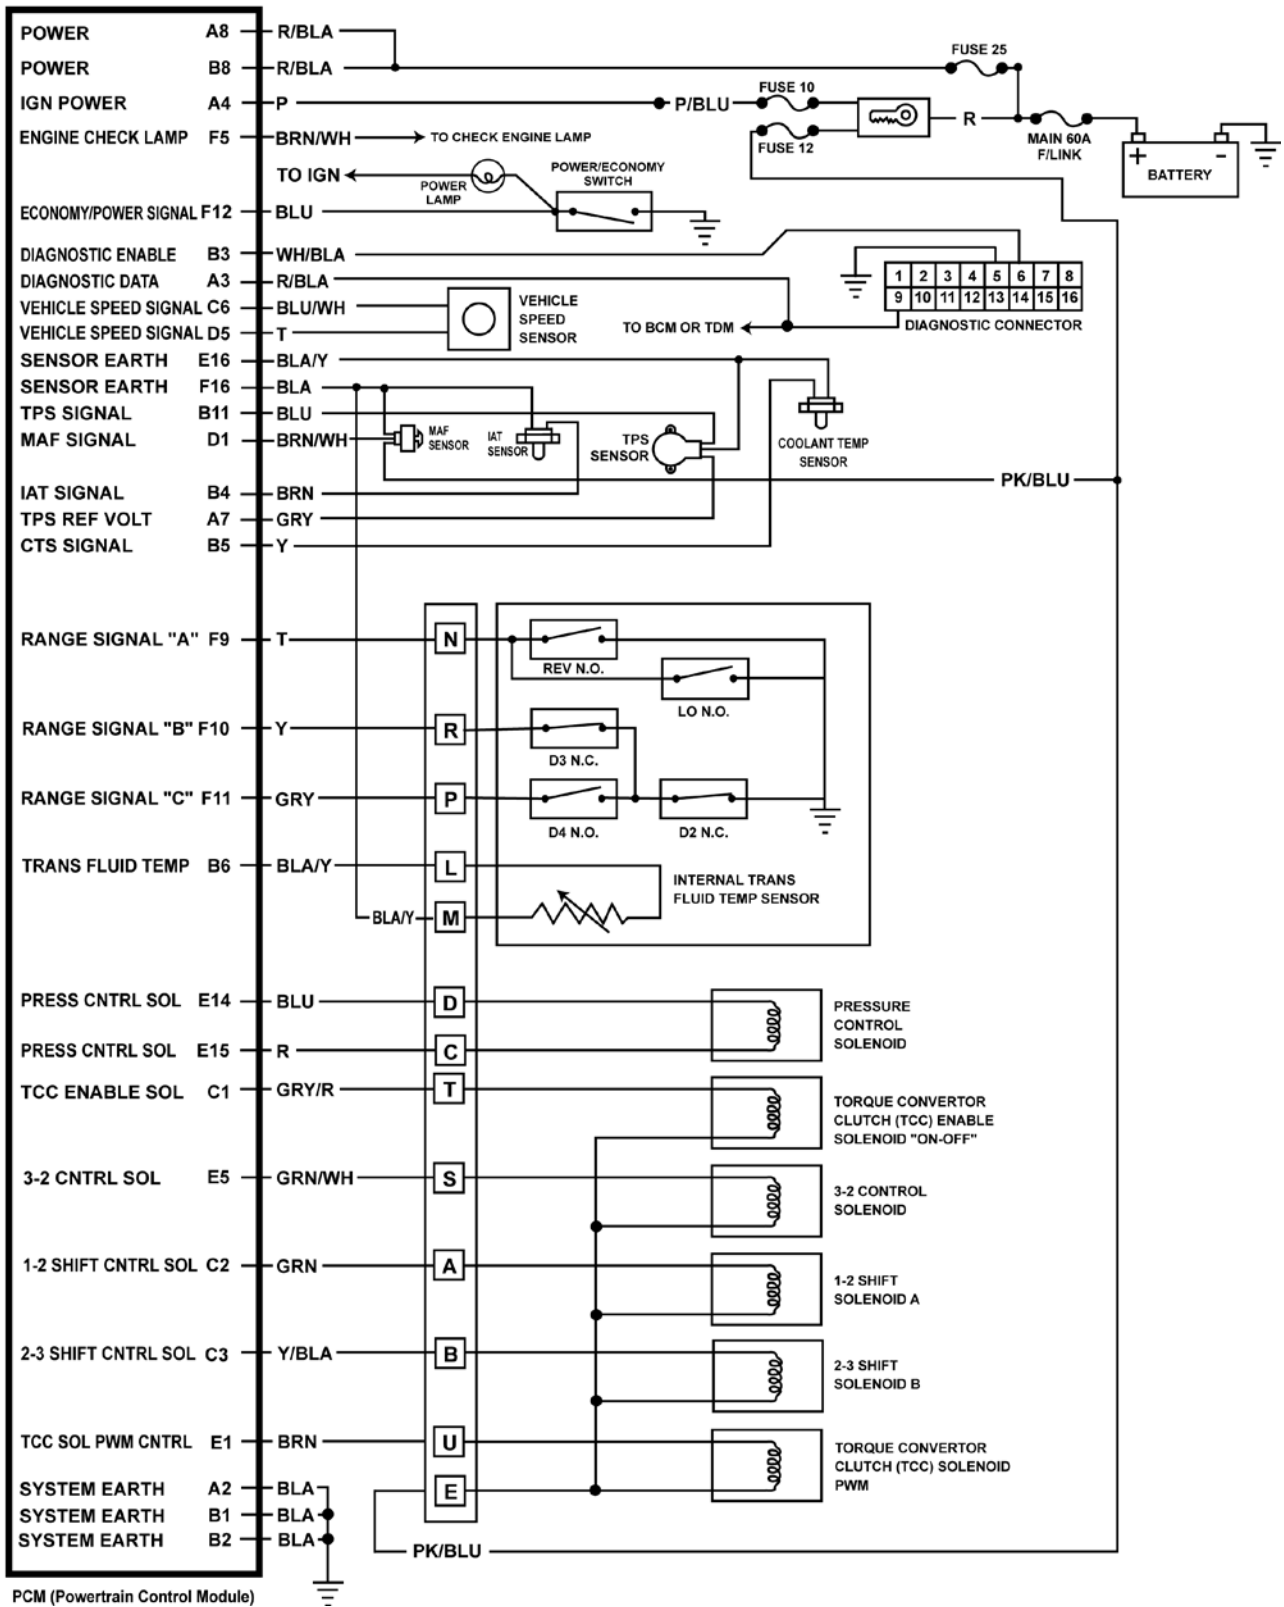 POWER A8 R/BLA
FUSE 25
POWER B8 R/BLA
IGN POWER A4 P P/BLU FUSE 10
R
ENGINE CHECK LAMP F5 BRN/WH TO CHECK ENGINE LAMP
FUSE 12
MAIN 60A
F/LINK
+ -
BATTERY
TO IGN
POWER
LAMP
POWER/ECONOMY
SWITCH
ECONOMY/POWER SIGNAL F12 BLU
DIAGNOSTIC ENABLE B3 WH/BLA
DIAGNOSTIC DATA A3 R/BLA
1 2 3 4 5 6 7 8
9 10 11 12 13 14 15 16
DIAGNOSTIC CONNECTOR
TO BCM OR TDM
VEHICLE SPEED SIGNAL C6 BLU/WH
VEHICLE SPEED SIGNAL D5 T
VEHICLE
SPEED
SENSOR
SENSOR EARTH E16 BLA/Y
SENSOR EARTH F16 BLA
TPS SIGNAL B11 BLU
MAF SIGNAL D1 BRN/WH
MAF
SENSOR
IAT
SENSOR
TPS
SENSOR
COOLANT TEMP
SENSOR
PK/BLU
IAT SIGNAL B4 BRN
TPS REF VOLT A7 GRY
CTS SIGNAL B5 Y
RANGE SIGNAL "A" F9 T N
REV N.O.
LO N.O.
RANGE SIGNAL "B" F10 Y R
D3 N.C.
RANGE SIGNAL "C" F11 GRY P
D4 N.O.
D2 N.C.
TRANS FLUID TEMP B6 BLA/Y L
INTERNAL TRANS
FLUID TEMP SENSOR
BLA/Y M
PRESS CNTRL SOL E14 BLU D
PRESS CNTRL SOL E15 R C
PRESSURE
CONTROL
SOLENOID
TCC ENABLE SOL C1 GRY/R T
TORQUE CONVERTOR
CLUTCH (TCC) ENABLE
SOLENOID "ON-OFF"
3-2 CNTRL SOL E5 GRN/WH S
3-2 CONTROL
SOLENOID
1-2 SHIFT CNTRL SOL C2 GRN A
1-2 SHIFT
SOLENOID A
2-3 SHIFT CNTRL SOL C3 Y/BLA B
2-3 SHIFT
SOLENOID B
TCC SOL PWM CNTRL E1 BRN U
TORQUE CONVERTOR
CLUTCH (TCC) SOLENOID
PWM
E
SYSTEM EARTH A2 BLA
SYSTEM EARTH B1 BLA
SYSTEM EARTH B2 BLA
PK/BLU
PCM (Powertrain Control Module)